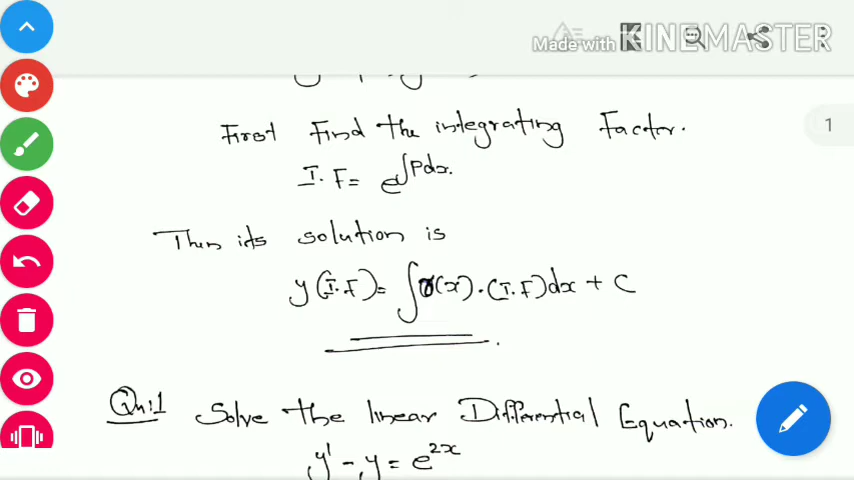 Made with KINEMASTER
1
First Find the integrating Factor.
I.F = e^∫Pdx.
Then its solution is
y(I.F) = ∫r(x).(I.F)dx + C
Qn:1 Solve the linear Differential Equation.
y' - y = e^2x